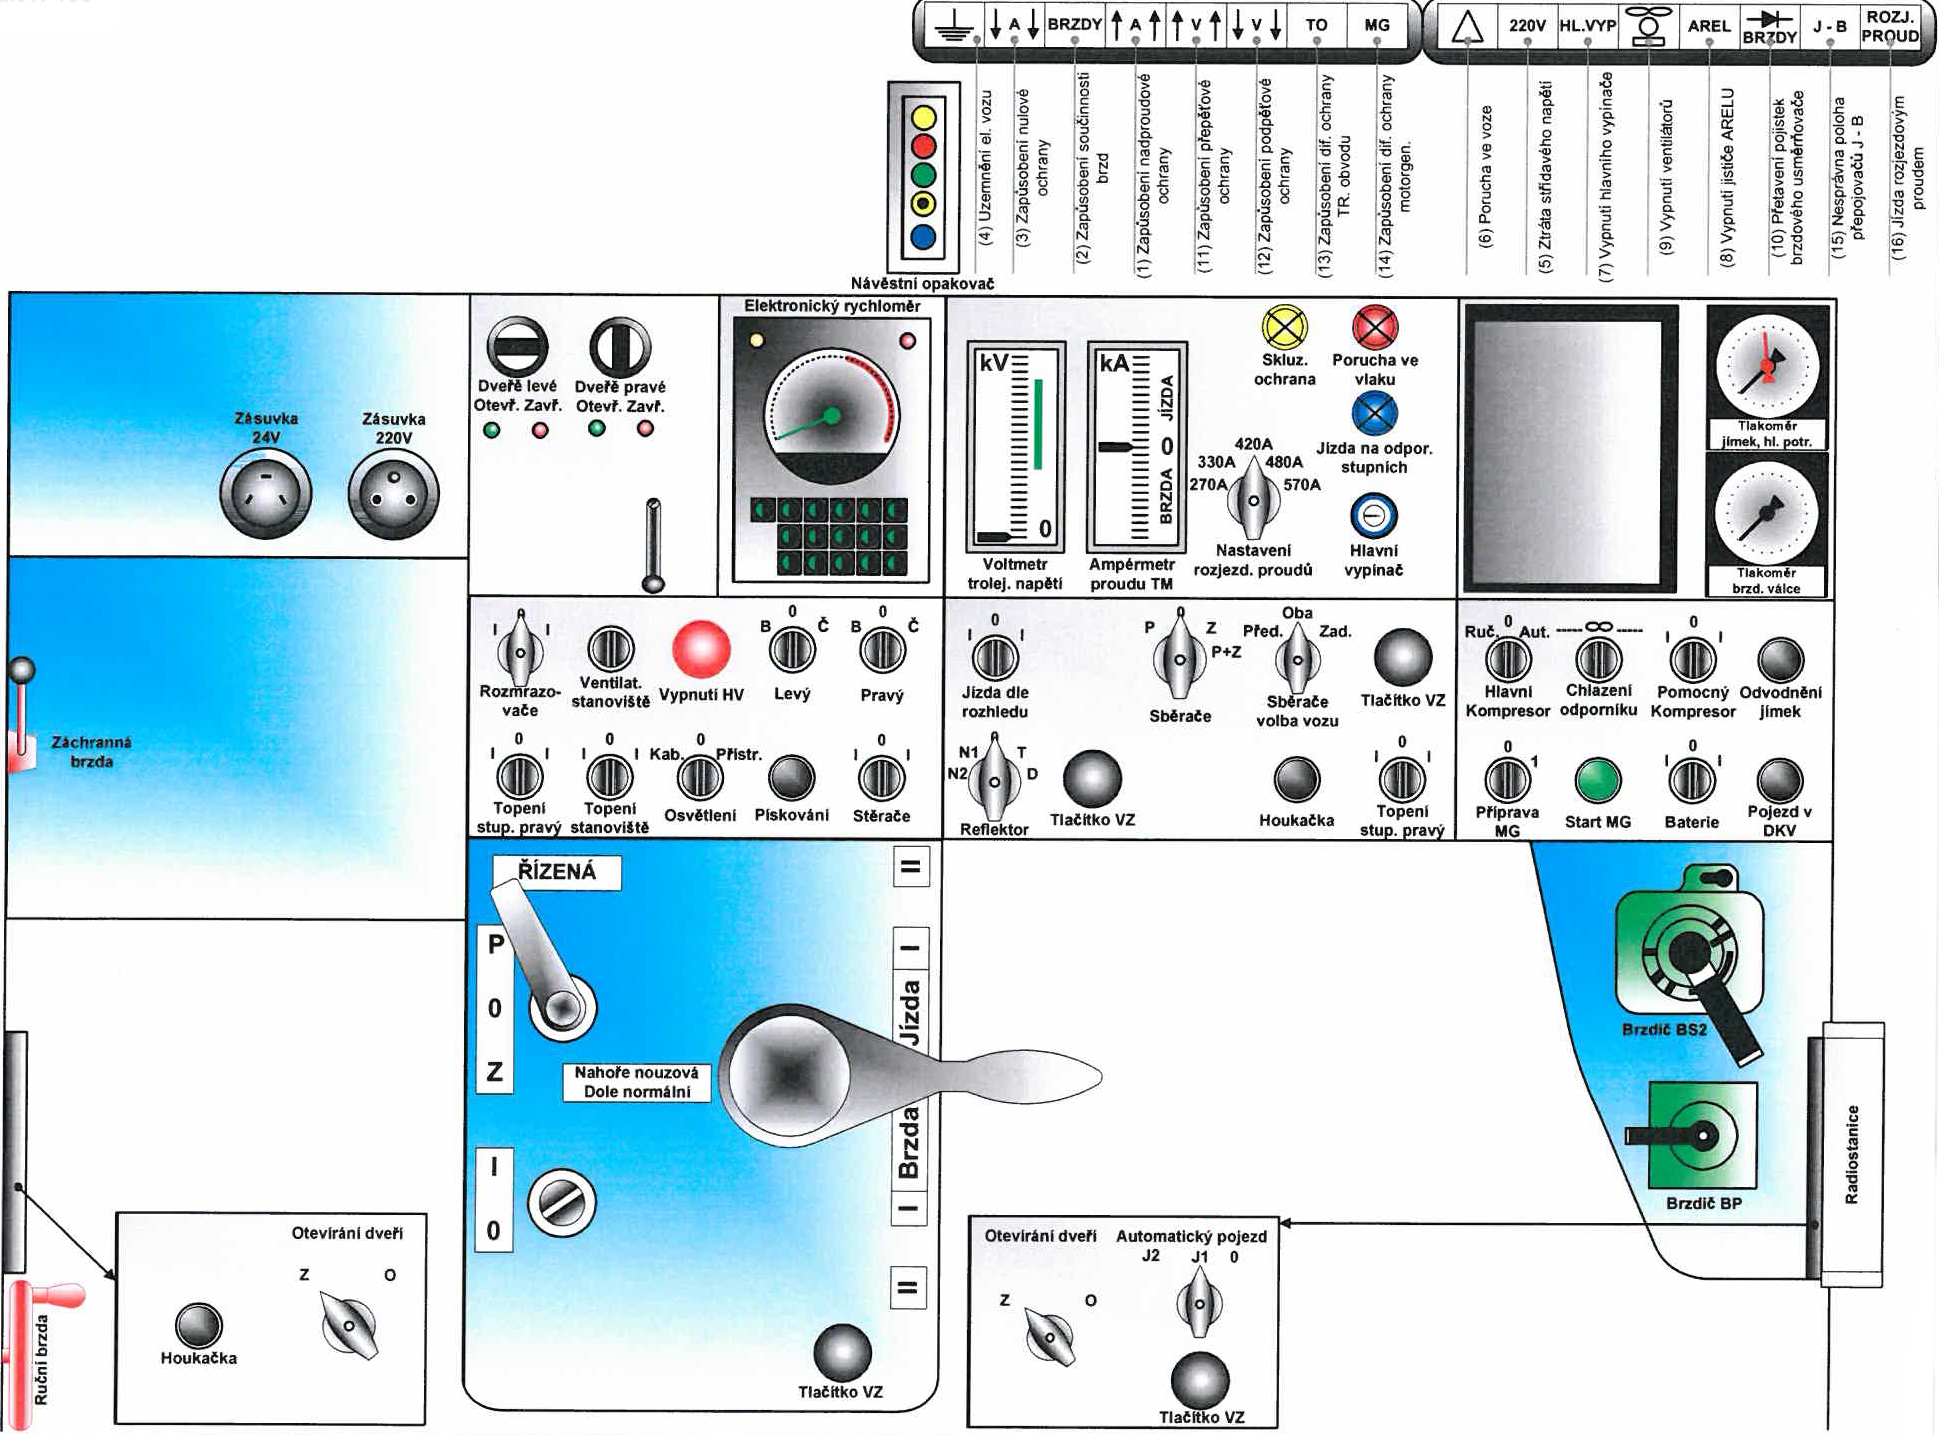 A
BRZDY
A
V
V
TO
MG
220V
HL.VYP
AREL
BRZDY
J - B
ROZJ.
PROUD
(4) Uzemnění el. vozu
(3) Zapůsobení nulové
ochrany
(2) Zapůsobení součinnosti
brzd
(1) Zapůsobení nadproudové
ochrany
(11) Zapůsobení přepěťové
ochrany
(12) Zapůsobení podpěťové
ochrany
(13) Zapůsobení dif. ochrany
TR. obvodu
(14) Zapůsobení dif. ochrany
motorgen.
(6) Porucha ve voze
(5) Ztráta střídavého napětí
(7) Vypnutí hlavního vypínače
(9) Vypnutí ventilátorů
(8) Vypnutí jističe ARELU
(10) Přetavení pojistek
brzdového usměrňovače
(15) Nesprávna poloha
přepojovačů J - B
(16) Jízda rozjezdovým
proudem
Návěstní opakovač
Zásuvka
24V
Zásuvka
220V
Dveře levé
Otevř. Zavř.
Dveře pravé
Otevř. Zavř.
Elektronický rychloměr
kV
0
Voltmetr
trolej. napětí
kA
JÍZDA
0
BRZDA
Ampérmetr
proudu TM
Skluz.
ochrana
Porucha ve
vlaku
Jízda na odpor.
stupních
420A
330A
480A
270A
570A
Nastavení
rozjezd. proudů
Hlavní
vypínač
Tlakoměr
jímek, hl. potr.
Tlakoměr
brzd. válce
Záchranná
brzda
I
A
I
Rozmrazo-
vače
Ventilat.
stanoviště
Vypnutí HV
B
0
Č
Levý
B
0
Č
Pravý
I
0
I
Jízda dle
rozhledu
P
0
Z
P+Z
Sběrače
Před.
Oba
Zad.
Sběrače
volba vozu
Tlačítko VZ
Ruč.
0
Aut.
Hlavní
Kompresor
-----∞-----
Chlazení
odporníku
I
0
I
Pomocný
Kompresor
Odvodnění
jímek
I
0
I
Topení
stup. pravý
I
0
I
Topení
stanoviště
Kab.
0
Přístr.
Osvětlení
Pískování
I
0
I
Stěrače
N2
N1
0
T
D
Reflektor
Tlačítko VZ
Houkačka
I
0
I
Topení
stup. pravý
0
1
Příprava
MG
Start MG
I
0
I
Baterie
Pojezd v
DKV
ŘÍZENÁ
P
0
Z
Nahoře nouzová
Dole normální
I
0
II
I
Jízda
Brzda
I
II
Tlačítko VZ
Brzdič BS2
Brzdič BP
Radiostanice
Ruční brzda
Otevírání dveří
Z
O
Houkačka
Otevírání dveří
Z
O
Automatický pojezd
J2
J1
0
Tlačítko VZ